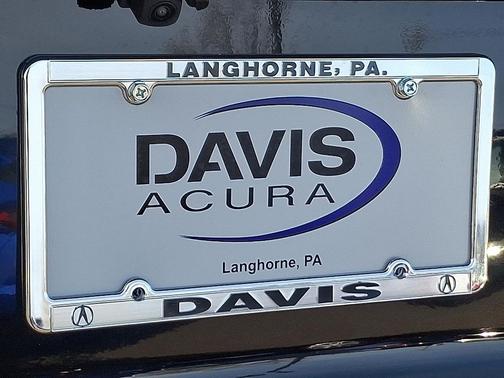 LANGHORNE, PA.
DAVIS
ACURA
Langhorne, PA
DAVIS